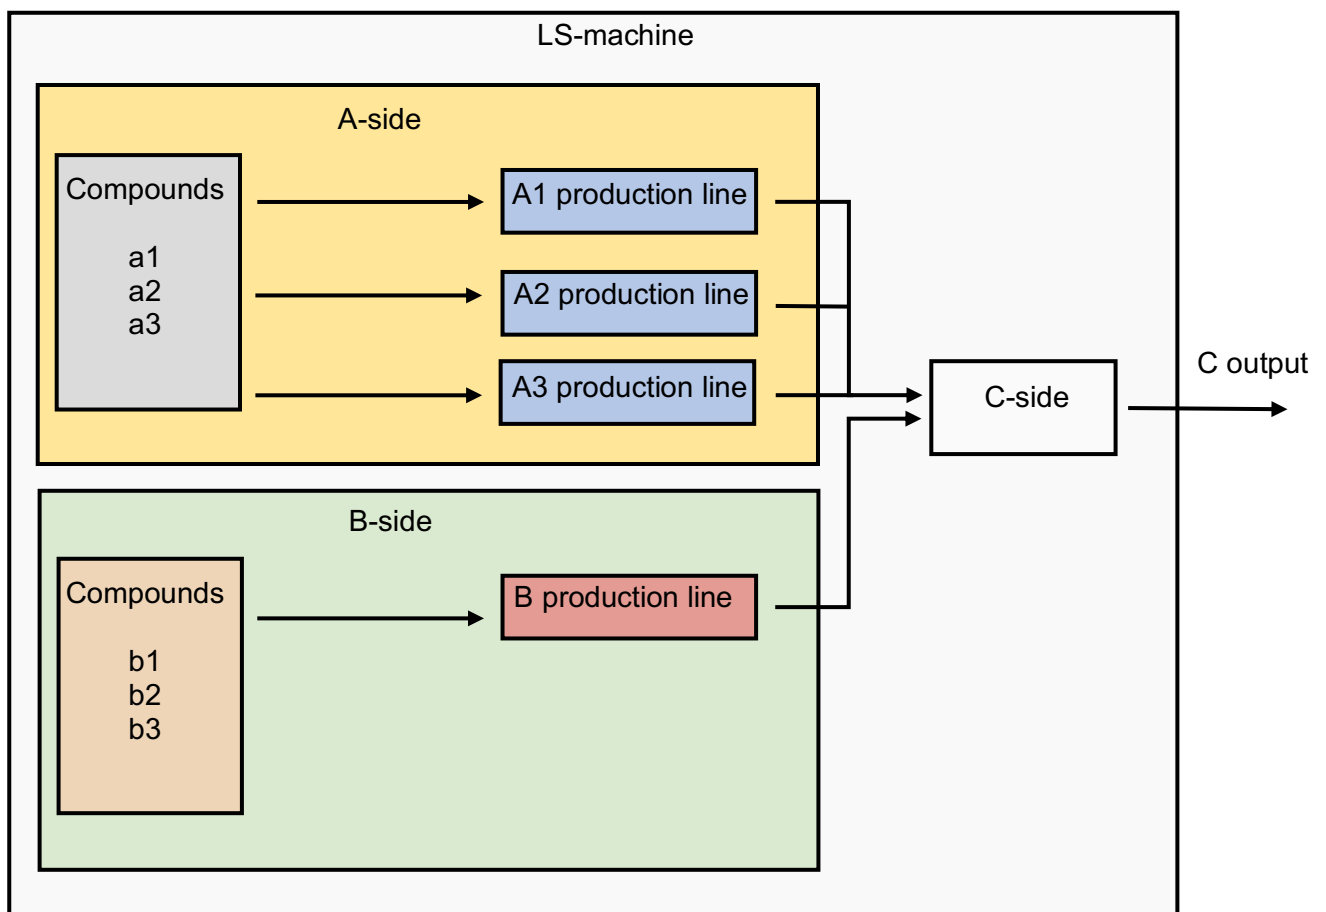 LS-machine
A-side
Compounds
a1
a2
a3
A1 production line
A2 production line
A3 production line
C-side
C output
B-side
Compounds
b1
b2
b3
B production line